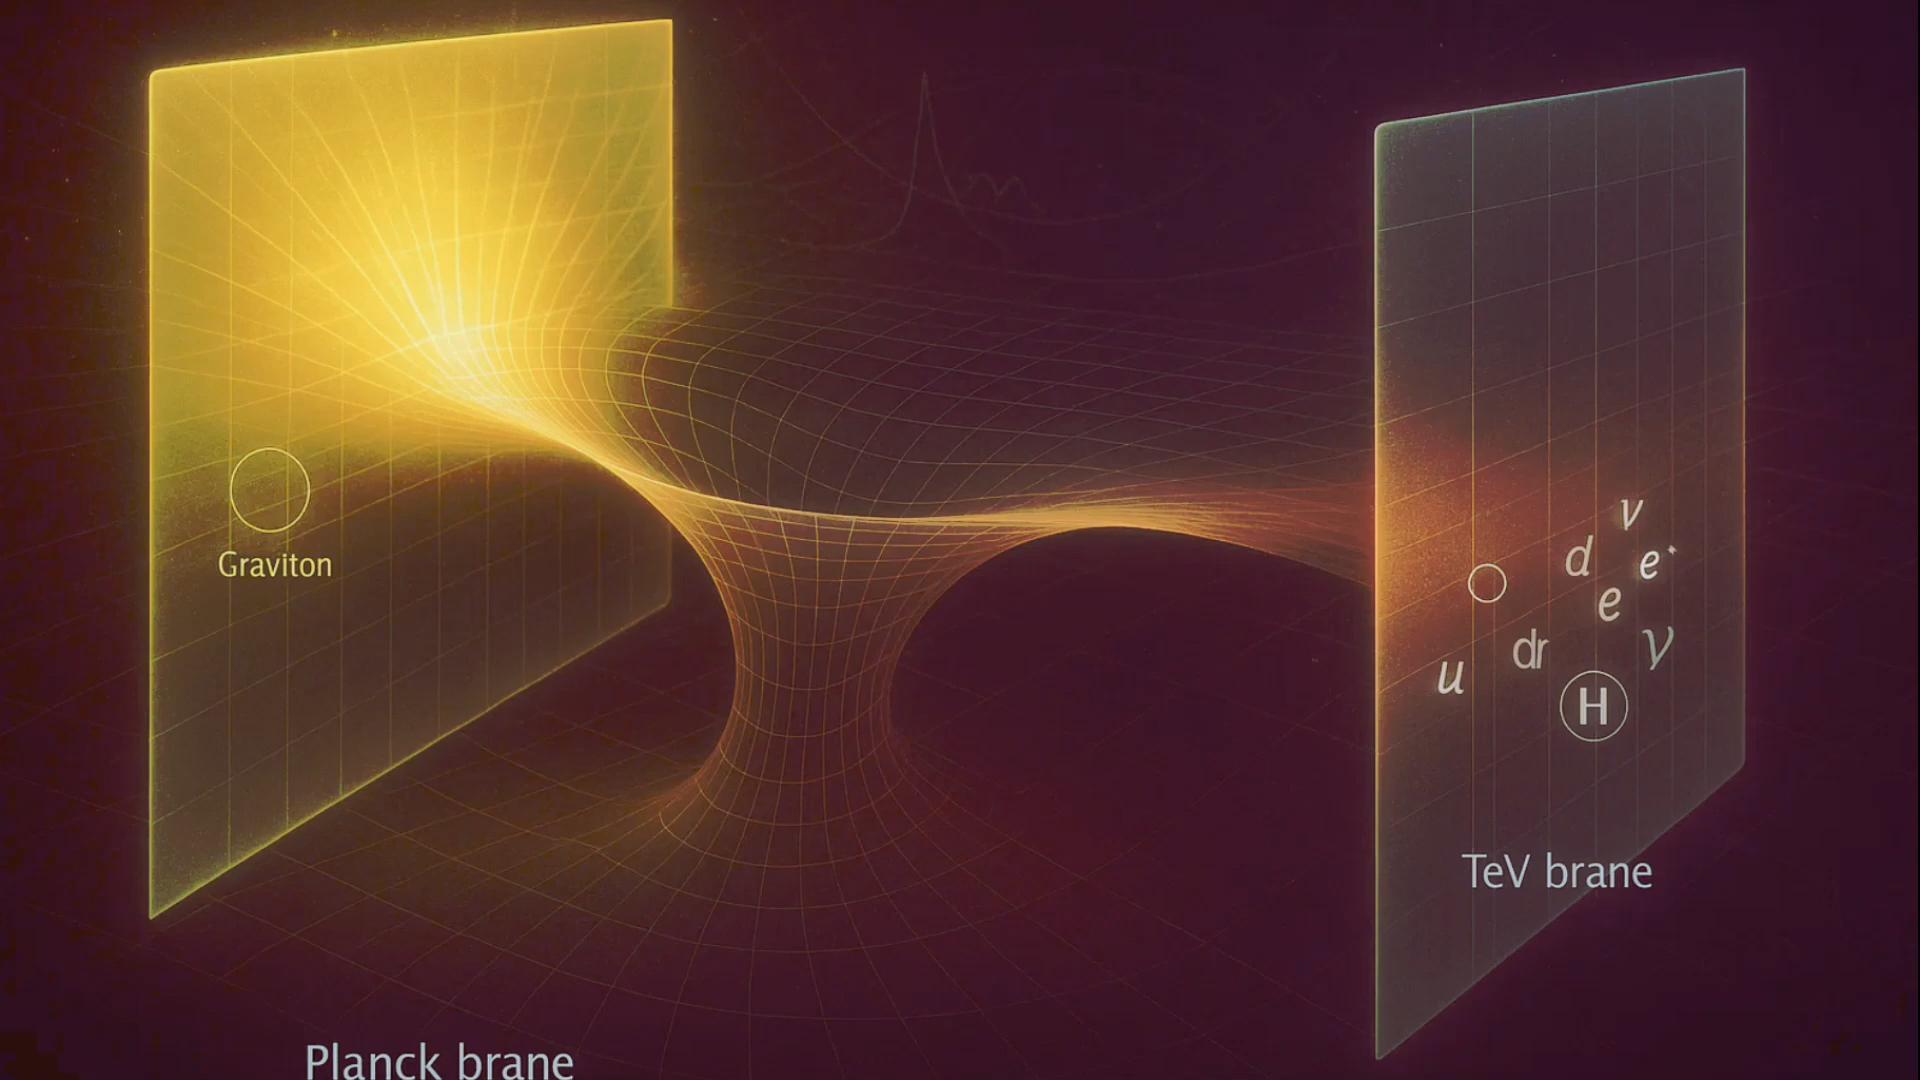 Graviton
Planck brane
ν
d
e
e
dr
ν
u
H
TeV brane